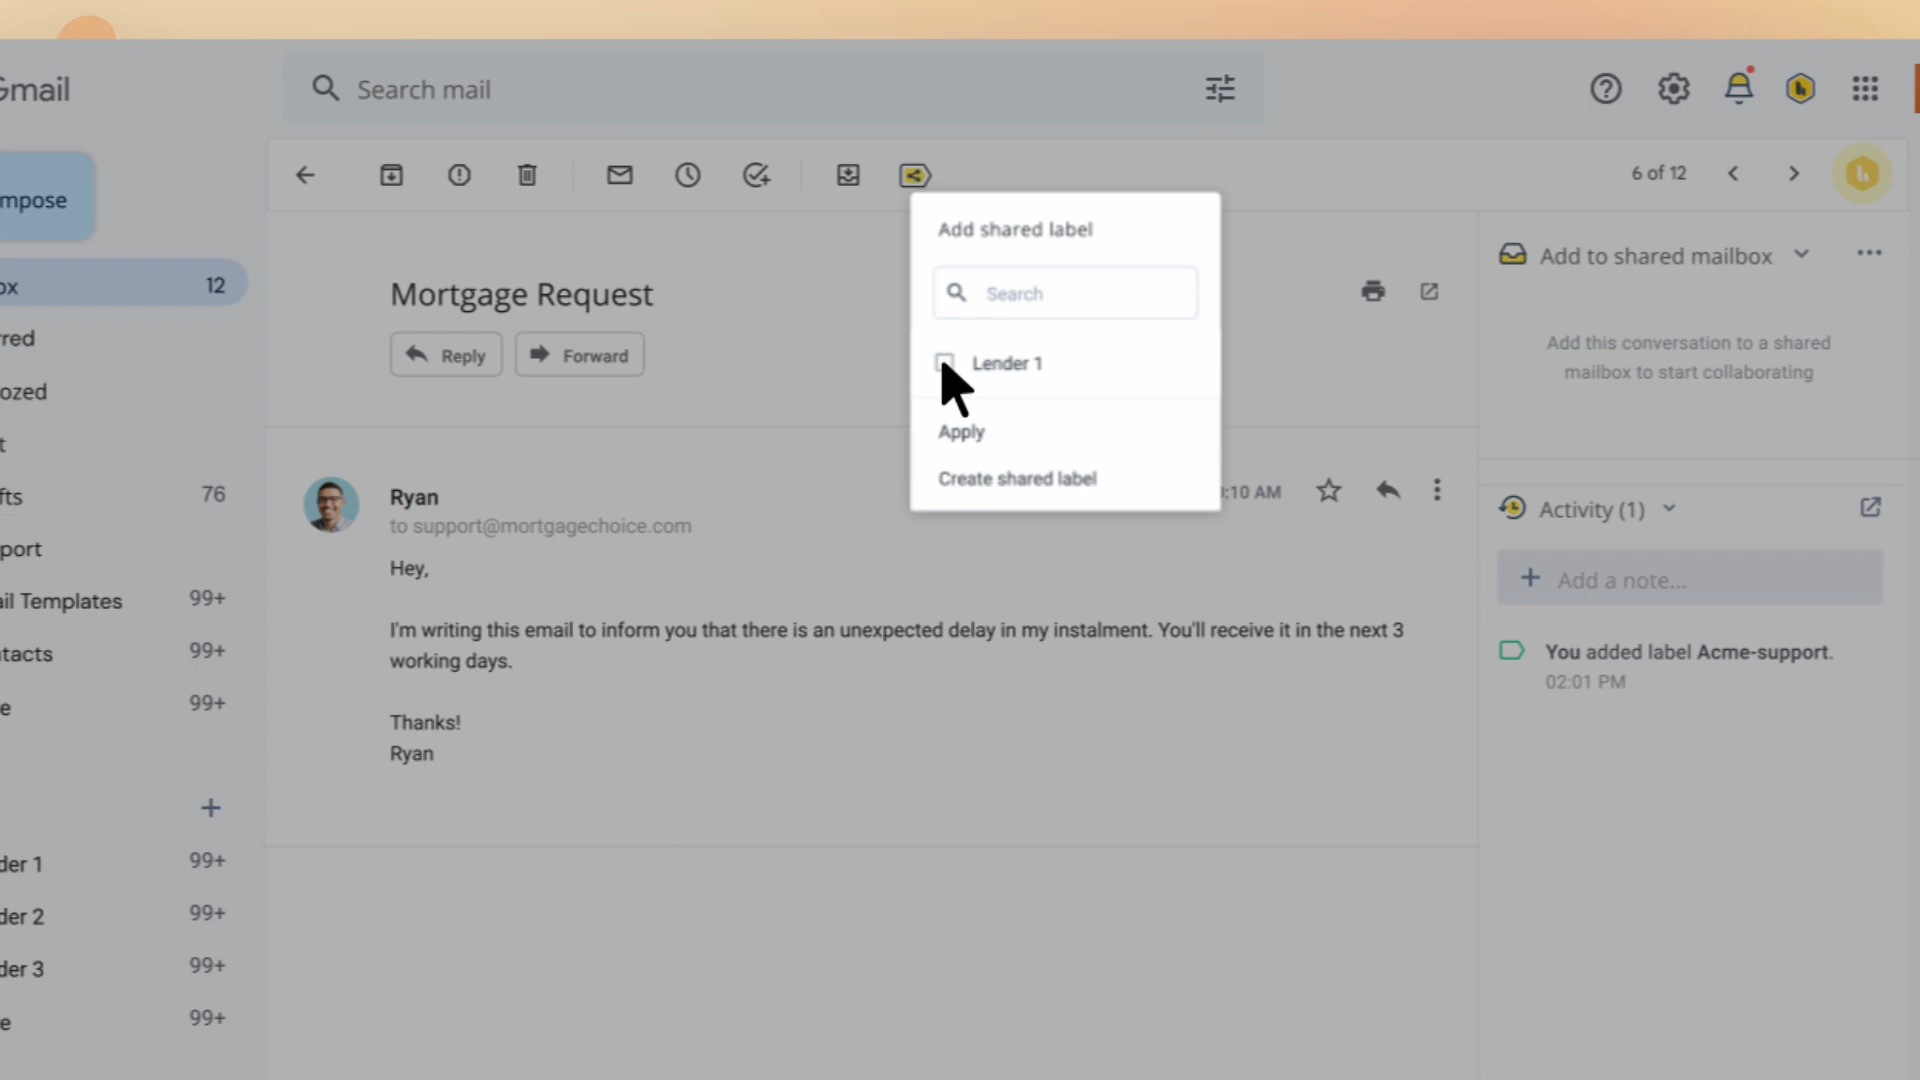 Gmail
Search mail
mpose
ox 12
rred
ozed
t
fts 76
port
ail Templates 99+
ntacts 99+
e 99+
+
der 1 99+
der 2 99+
der 3 99+
e 99+
6 of 12
Mortgage Request
Reply
Forward
Add shared label
Search
Lender 1
Apply
Create shared label
Ryan
:10 AM
to support@mortgagechoice.com
Hey,
I'm writing this email to inform you that there is an unexpected delay in my instalment. You'll receive it in the next 3
working days.
Thanks!
Ryan
Add to shared mailbox
Add this conversation to a shared
mailbox to start collaborating
Activity (1)
+ Add a note...
You added label Acme-support.
02:01 PM